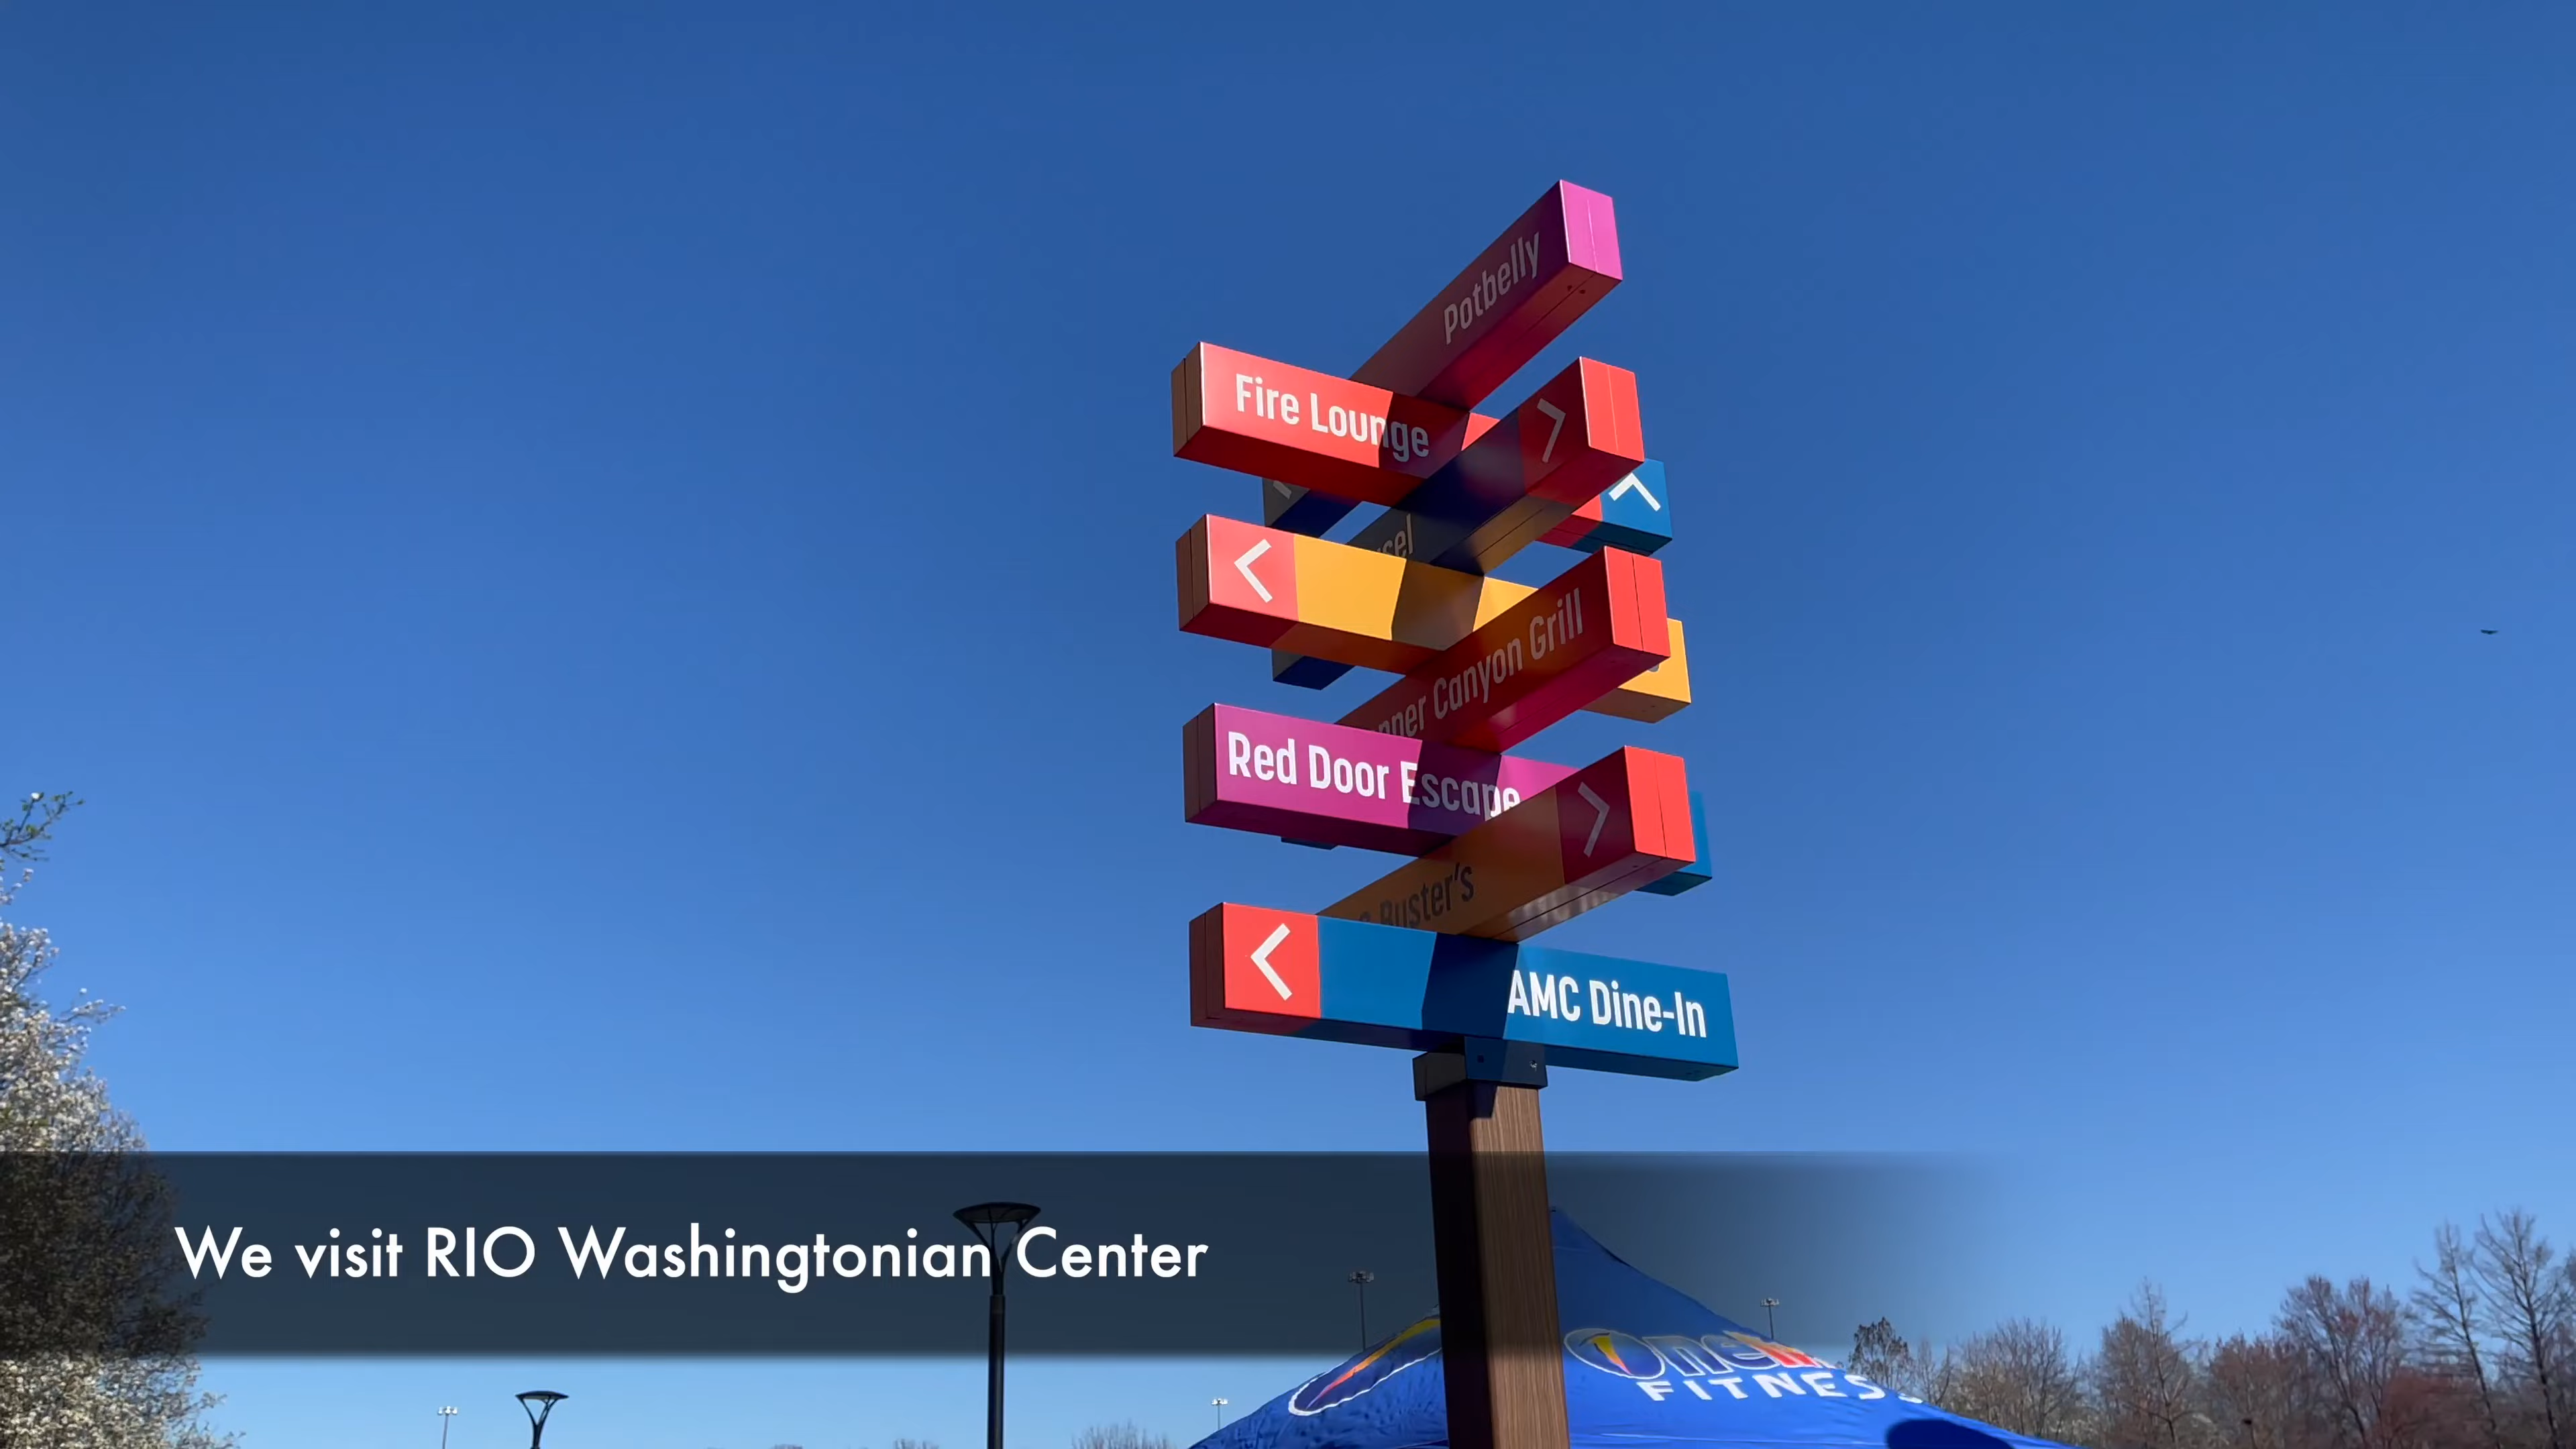 Potbelly
Fire Lounge
Canyon Grill
Red Door Escape
Buster's
AMC Dine-In
We visit RIO Washingtonian Center
FITNESS